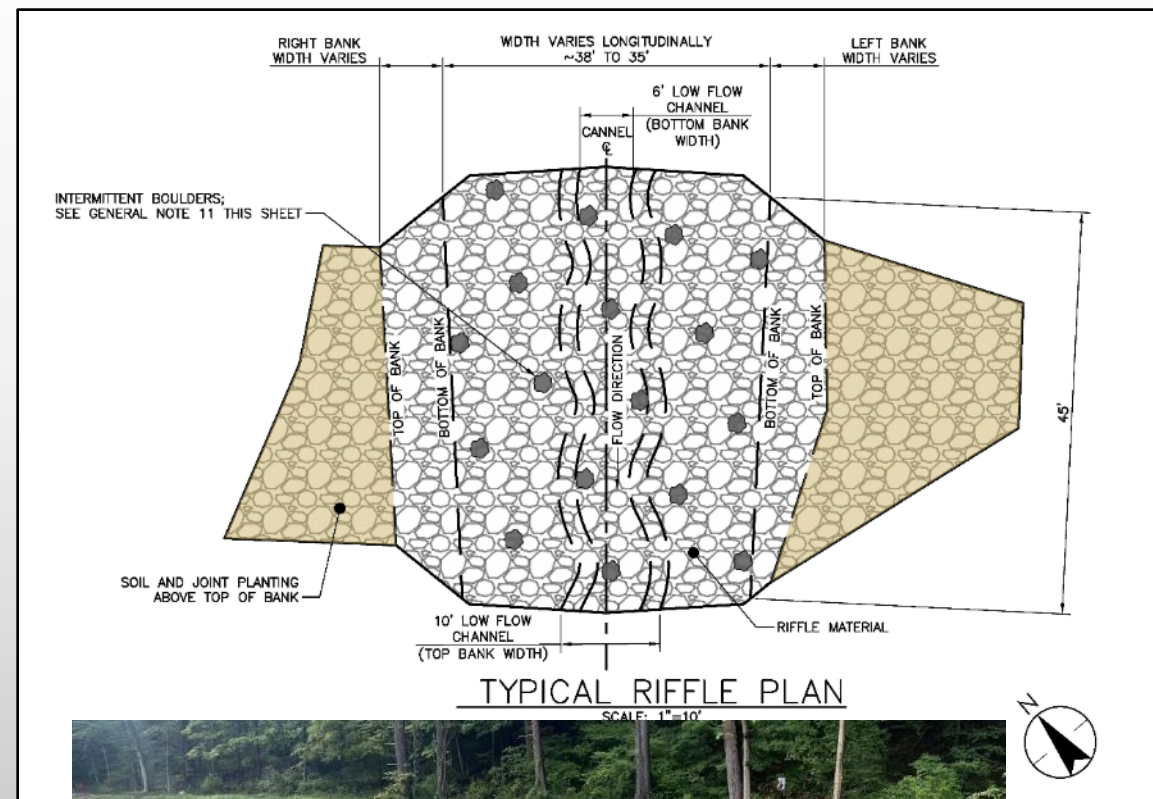 RIGHT BANK
WIDTH VARIES
WIDTH VARIES LONGITUDINALLY
~38' TO 35'
LEFT BANK
WIDTH VARIES
6' LOW FLOW
CHANNEL
(BOTTOM BANK
WIDTH)
CANNEL
℄
INTERMITTENT BOULDERS;
SEE GENERAL NOTE 11 THIS SHEET
TOP OF BANK
BOTTOM OF BANK
FLOW DIRECTION
BOTTOM OF BANK
TOP OF BANK
45'
SOIL AND JOINT PLANTING
ABOVE TOP OF BANK
10' LOW FLOW
CHANNEL
(TOP BANK WIDTH)
RIFFLE MATERIAL
TYPICAL RIFFLE PLAN
SCALE: 1"=10'
N